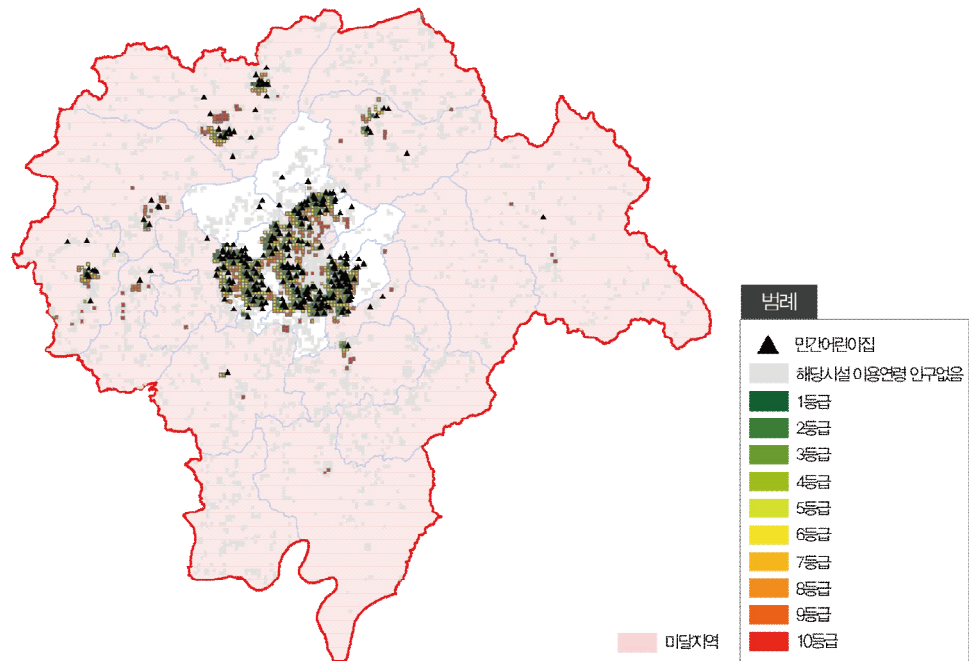 범례
민간어린이집
해당시설 이용연령 인구없음
1등급
2등급
3등급
4등급
5등급
6등급
7등급
8등급
9등급
10등급
미달지역